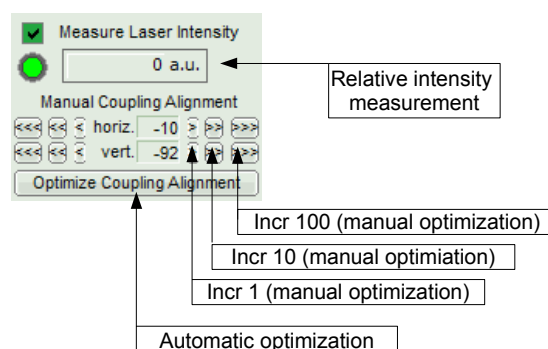 Measure Laser Intensity
0 a.u.
Relative intensity
measurement
Manual Coupling Alignment
<<< << < horiz. -10 > >> >>>
<<< << < vert. -92 > >> >>>
Optimize Coupling Alignment
Incr 100 (manual optimization)
Incr 10 (manual optimiation)
Incr 1 (manual optimization)
Automatic optimization